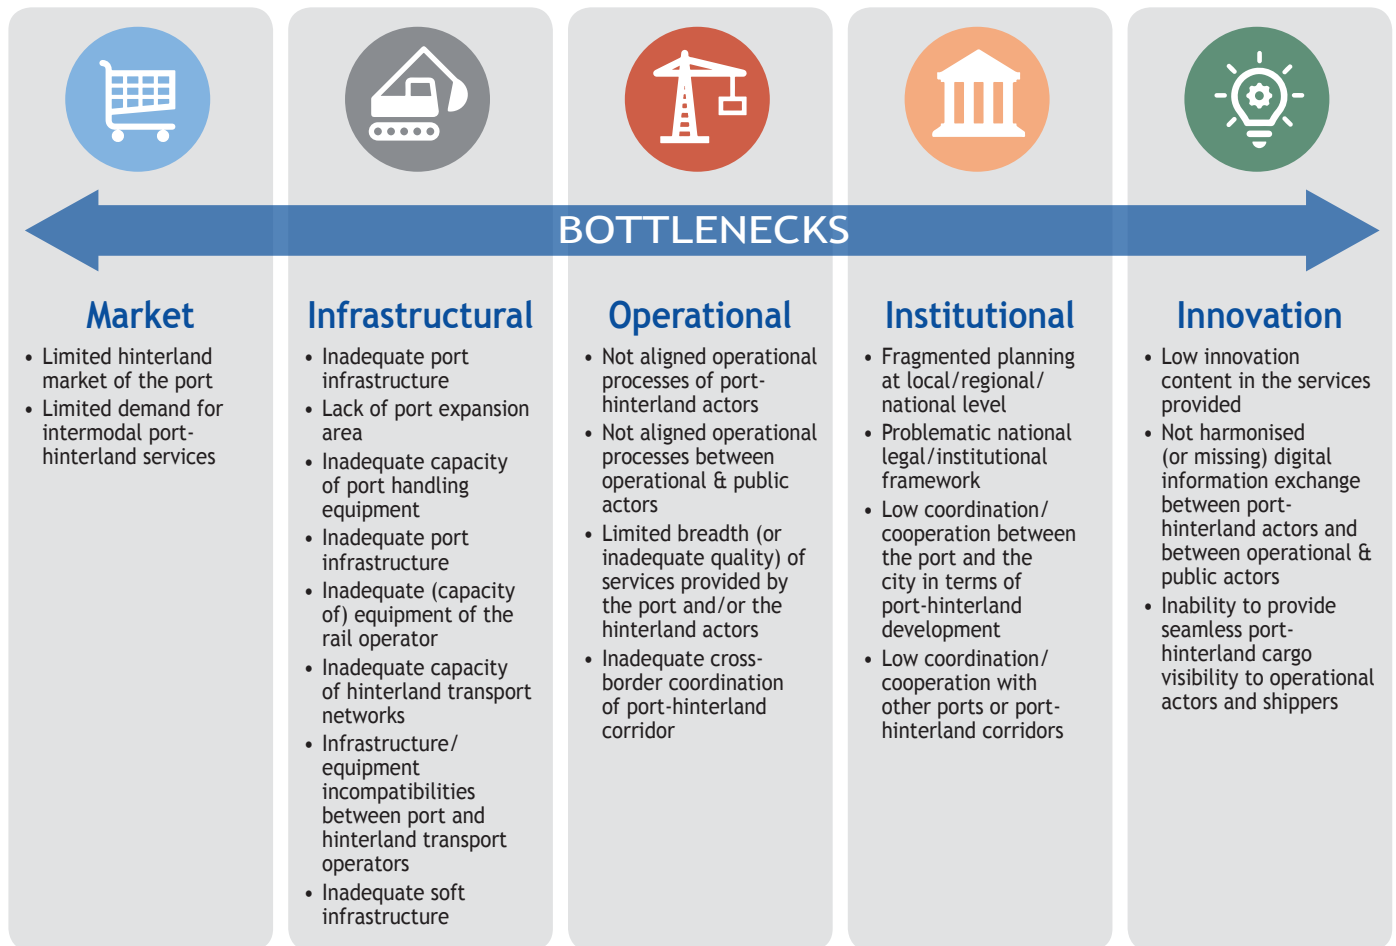 BOTTLENECKS
Market
• Limited hinterland
market of the port
• Limited demand for
intermodal port-
hinterland services
Infrastructural
• Inadequate port
infrastructure
• Lack of port expansion
area
• Inadequate capacity
of port handling
equipment
• Inadequate port
infrastructure
• Inadequate (capacity
of) equipment of the
rail operator
• Inadequate capacity
of hinterland transport
networks
• Infrastructure/
equipment
incompatibilities
between port and
hinterland transport
operators
• Inadequate soft
infrastructure
Operational
• Not aligned operational
processes of port-
hinterland actors
• Not aligned operational
processes between
operational & public
actors
• Limited breadth (or
inadequate quality) of
services provided by
the port and/or the
hinterland actors
• Inadequate cross-
border coordination
of port-hinterland
corridor
Institutional
• Fragmented planning
at local/regional/
national level
• Problematic national
legal/institutional
framework
• Low coordination/
cooperation between
the port and the
city in terms of
port-hinterland
development
• Low coordination/
cooperation with
other ports or port-
hinterland corridors
Innovation
• Low innovation
content in the services
provided
• Not harmonised
(or missing) digital
information exchange
between port-
hinterland actors and
between operational &
public actors
• Inability to provide
seamless port-
hinterland cargo
visibility to operational
actors and shippers